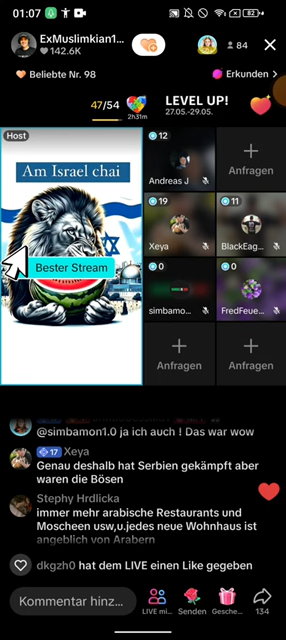 01:07
ExMuslimkian1...
142.6K
84
Beliebte Nr. 98
Erkunden
47/54
2h31m
LEVEL UP!
27.05.-29.05.
Host
Am Israel chai
Bester Stream
12
Andreas J
Anfragen
19
Xeya
11
BlackEag...
0
simbamo...
0
FredFeue...
Anfragen
Anfragen
@simbamon1.0 ja ich auch ! Das war wow
17 Xeya
Genau deshalb hat Serbien gekämpft aber
waren die Bösen
Stephy Hrdlicka
immer mehr arabische Restaurants und
Moscheen usw,u.jedes neue Wohnhaus ist
angeblich von Arabern
dkgzh0 hat dem LIVE einen Like gegeben
Kommentar hinz...
LIVE mi...
Senden
Gesche...
134